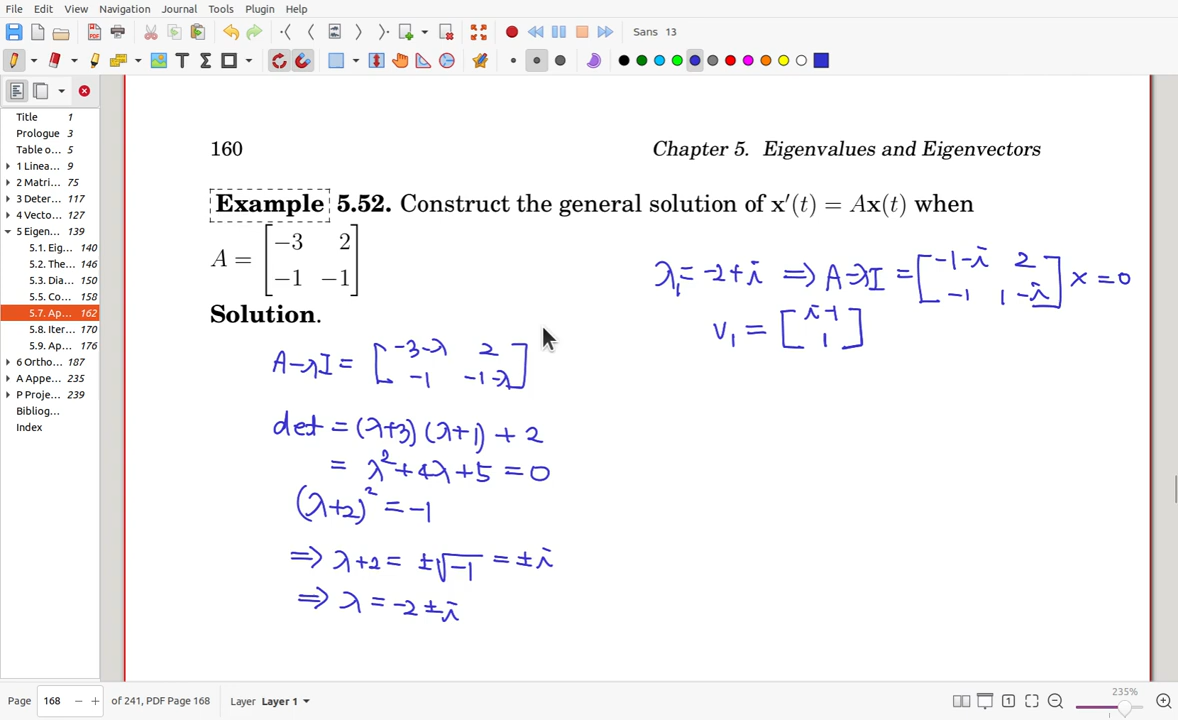 File Edit View Navigation Journal Tools Plugin Help
Sans 13
Title 1
Prologue 3
Table o... 5
1 Linea... 9
2 Matri... 75
3 Deter... 117
4 Vecto... 127
5 Eigen... 139
5.1. Eig... 140
5.2. The... 146
5.3. Dia... 150
5.5. Co... 158
5.7. Ap... 162
5.8. Iter... 170
5.9. Ap... 176
6 Ortho... 187
A Appe... 235
P Proje... 239
Bibliog...
Index
160 Chapter 5. Eigenvalues and Eigenvectors
Example 5.52. Construct the general solution of x′(t) = Ax(t) when
A = [−3 2
−1 −1]
Solution.
A-λI = [-3-λ 2
-1 -1-λ]
det = (λ+3)(λ+1) + 2
= λ²+4λ+5 = 0
(λ+2)² = -1
⇒ λ+2 = ±√-1 = ±i
⇒ λ = -2 ± i
λ₁ = -2+i ⇒ A-λI = [-1-i 2
-1 1-i] x = 0
v₁ = [i-1
1]
Page 168 − + of 241, PDF Page 168 Layer Layer 1 1 235%